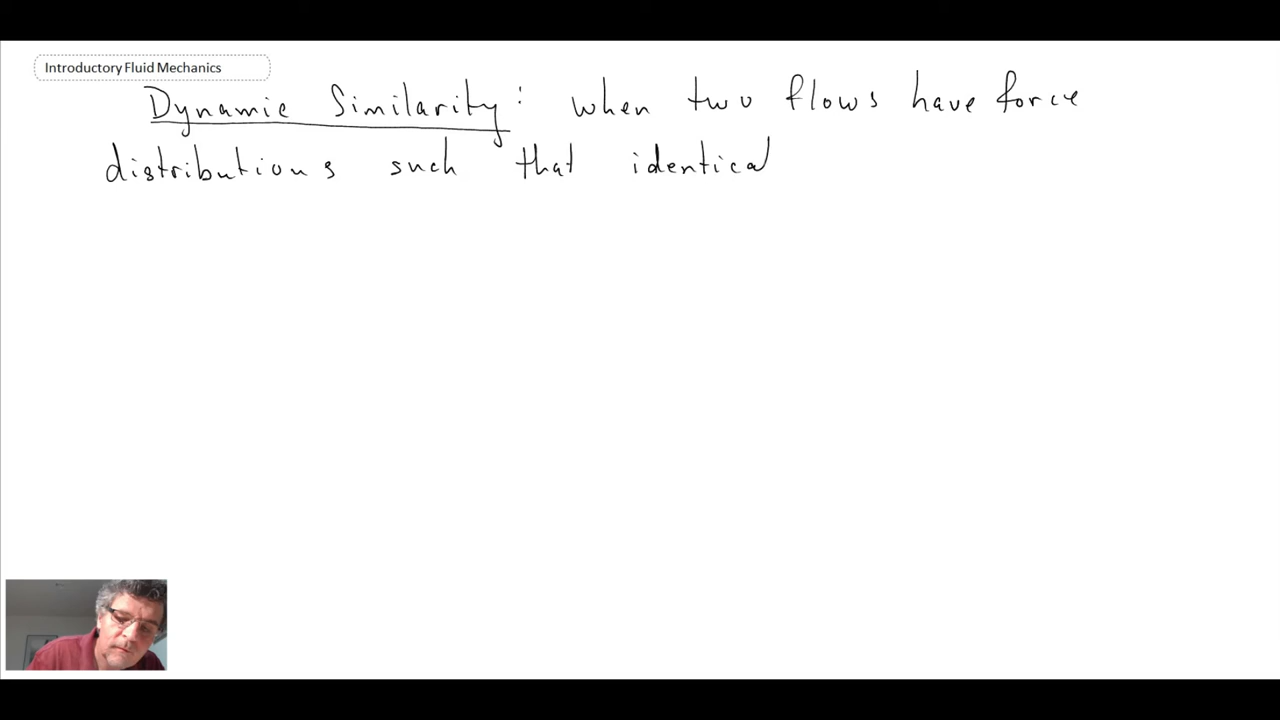 Introductory Fluid Mechanics
Dynamic Similarity: when two flows have force
distributions such that identical